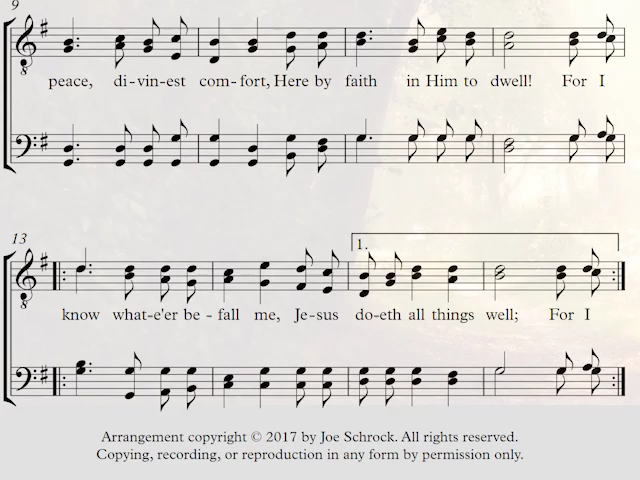 9
peace, di-vin-est com-fort, Here by faith in Him to dwell! For I
13
1.
know what-e'er be-fall me, Je-sus do-eth all things well; For I
Arrangement copyright © 2017 by Joe Schrock. All rights reserved.
Copying, recording, or reproduction in any form by permission only.